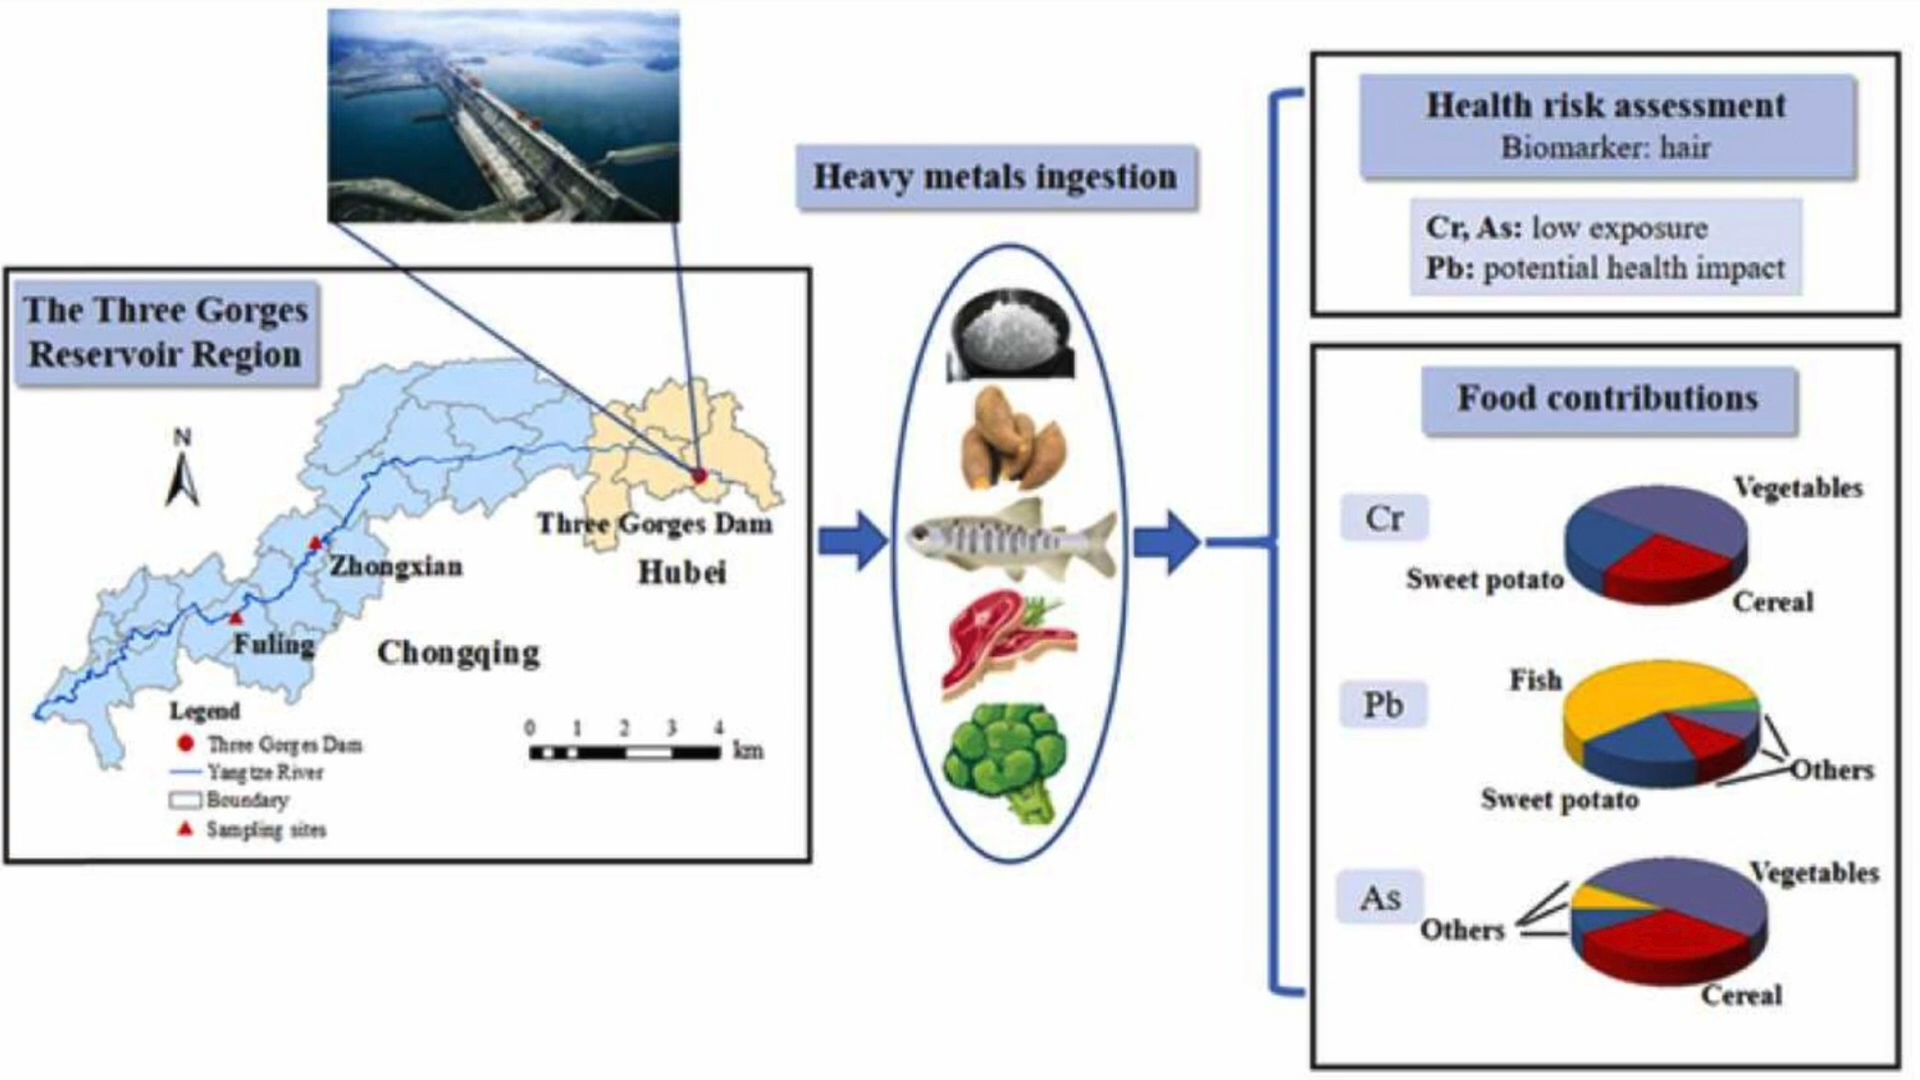 The Three Gorges
Reservoir Region
N
Three Gorges Dam
Hubei
Zhongxian
Fuling
Chongqing
Legend
Three Gorges Dam
Yangtze River
Boundary
Sampling sites
0 1 2 3 4
km
Heavy metals ingestion
Health risk assessment
Biomarker: hair
Cr, As: low exposure
Pb: potential health impact
Food contributions
Cr
Vegetables
Sweet potato
Cereal
Pb
Fish
Others
Sweet potato
As
Vegetables
Others
Cereal